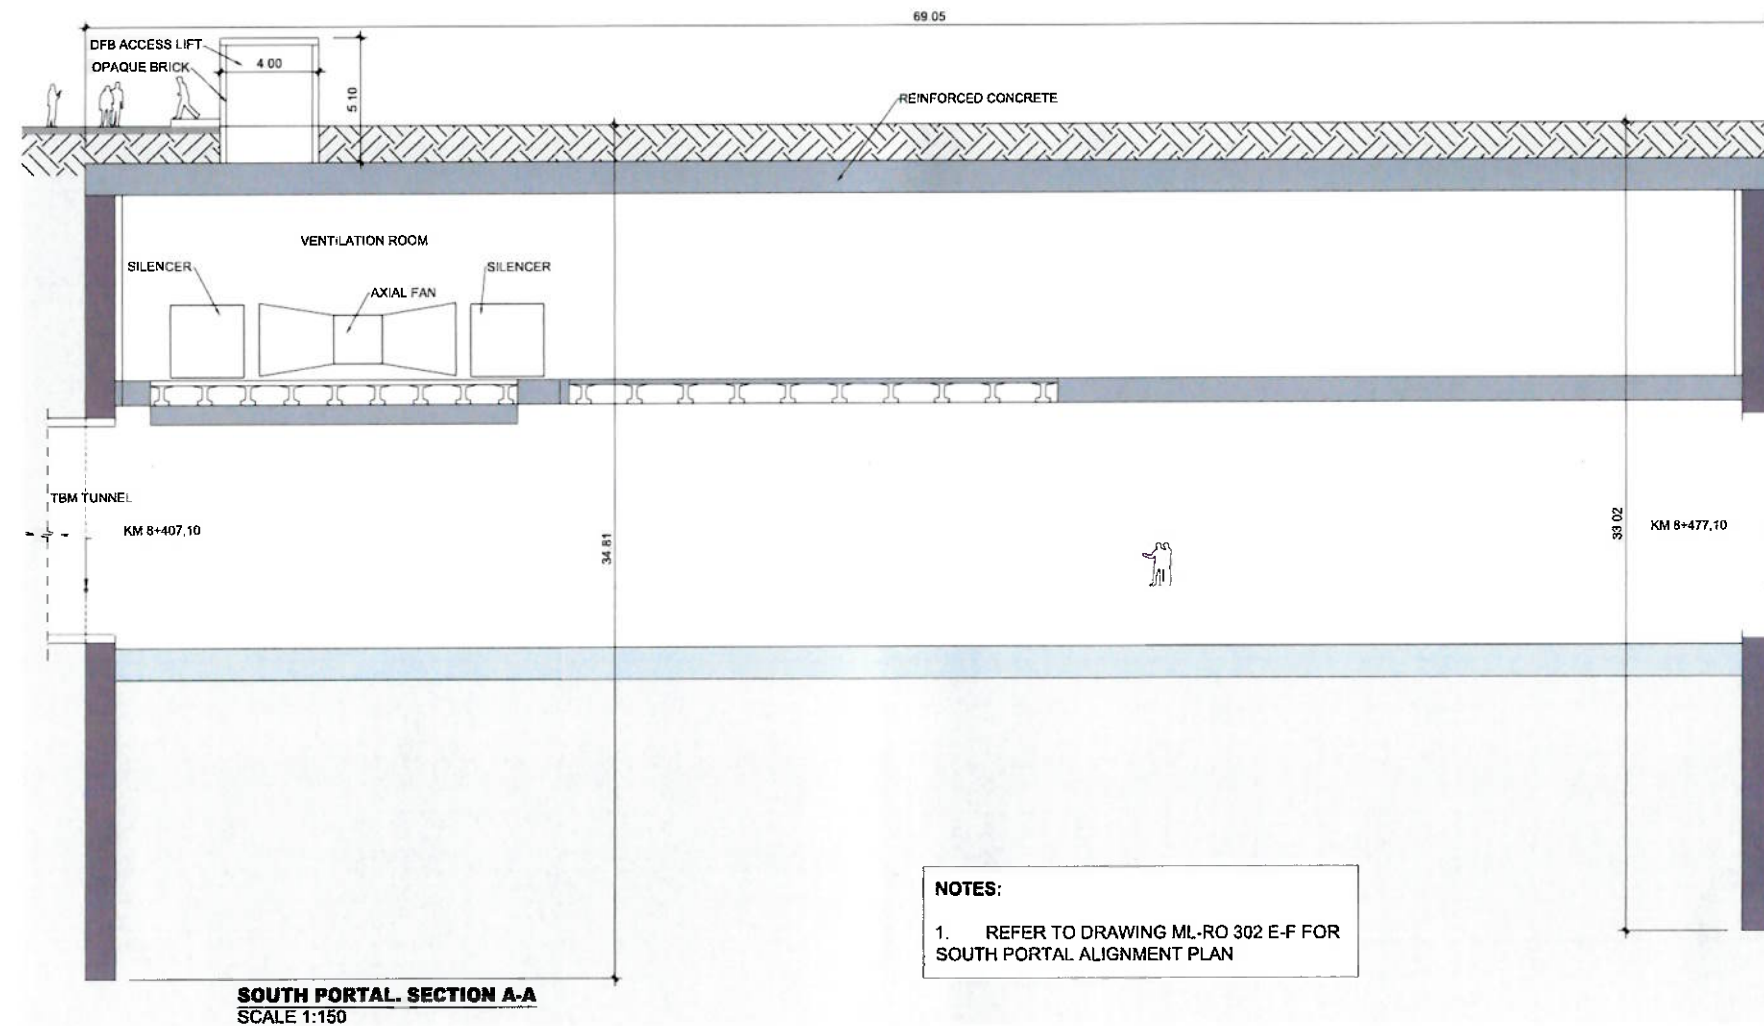 69 05
DFB ACCESS LIFT
OPAQUE BRICK
4 00
5 10
REINFORCED CONCRETE
VENTILATION ROOM
SILENCER
SILENCER
AXIAL FAN
TBM TUNNEL
KM 8+407,10
34 81
33 02
KM 8+477,10
NOTES:
1. REFER TO DRAWING ML-RO 302 E-F FOR
SOUTH PORTAL ALIGNMENT PLAN
SOUTH PORTAL. SECTION A-A
SCALE 1:150